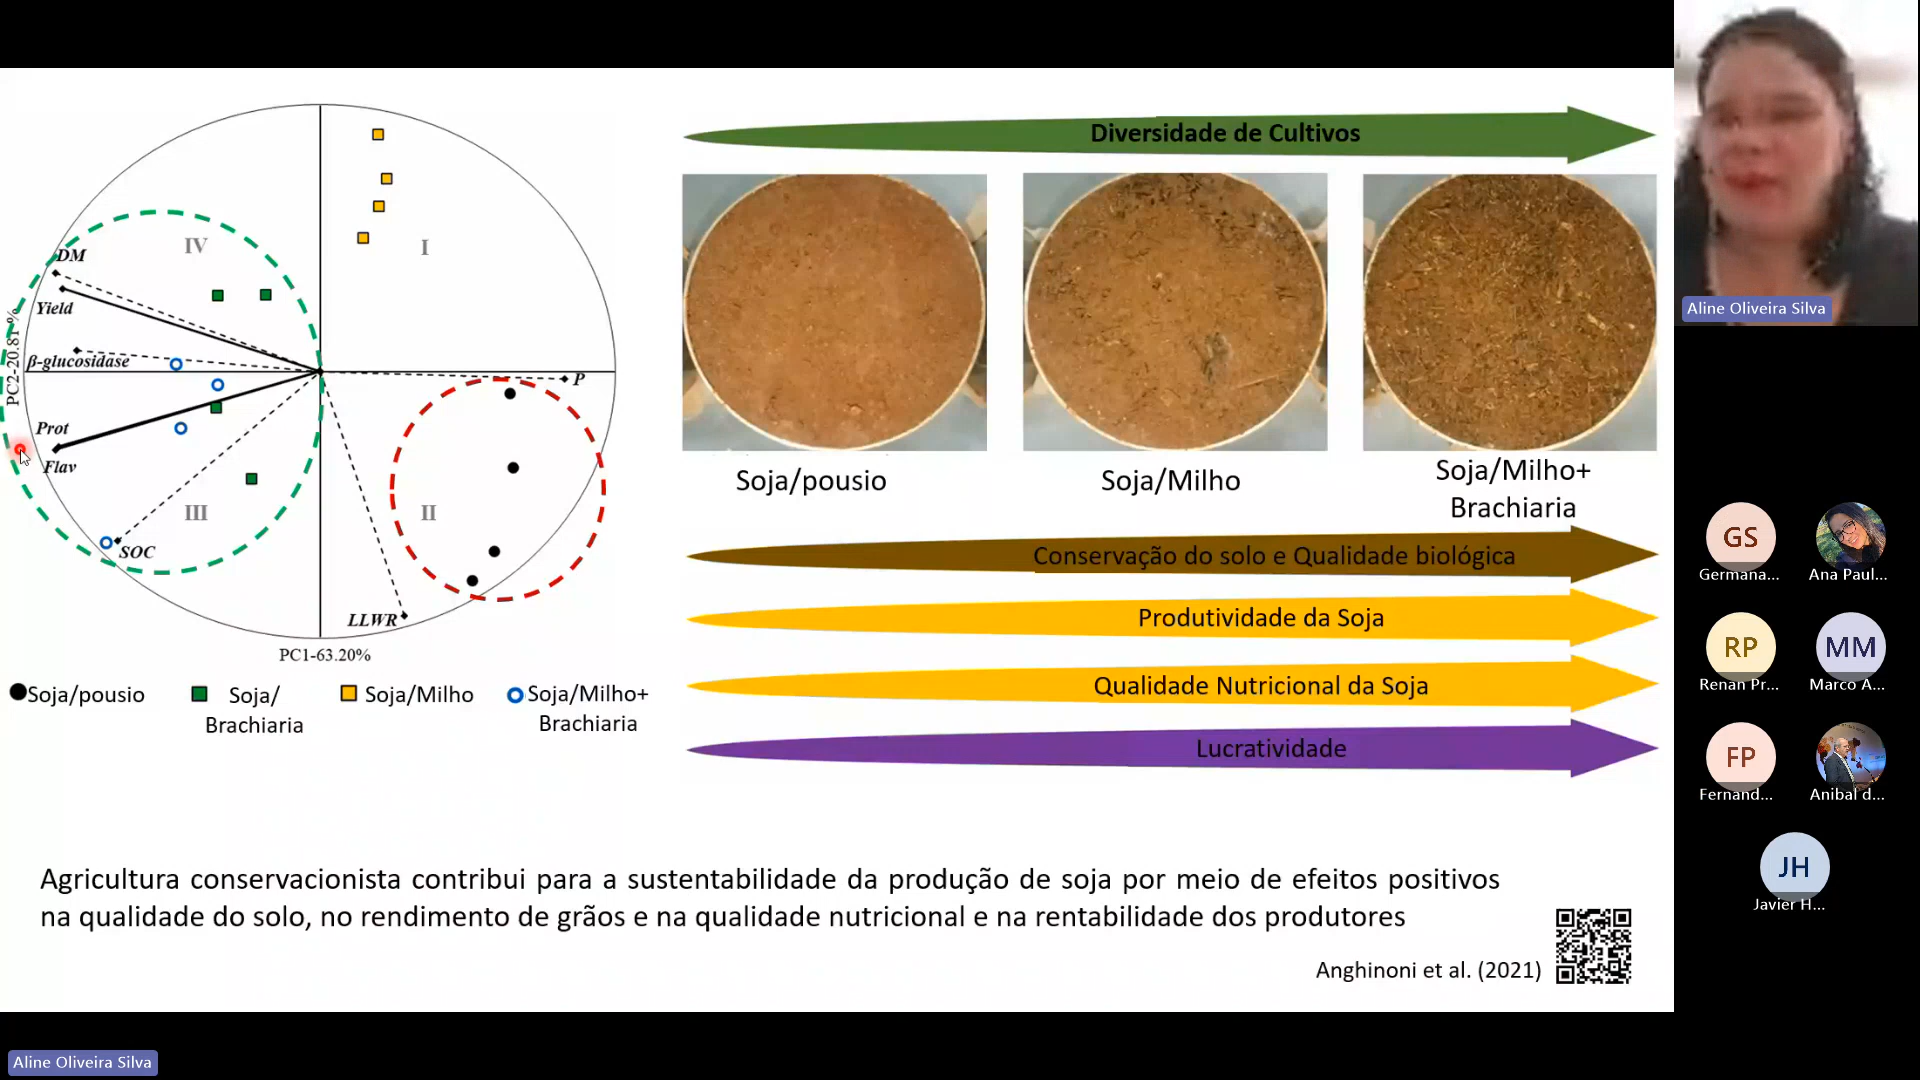 IV
I
DM
Yield
β-glucosidase
PC2-20.81 %
P
Prot
Flav
III
II
SOC
LLWR
PC1-63.20%
Soja/pousio
Soja/
Brachiaria
Soja/Milho
Soja/Milho+
Brachiaria
Diversidade de Cultivos
Soja/pousio
Soja/Milho
Soja/Milho+
Brachiaria
Conservação do solo e Qualidade biológica
Produtividade da Soja
Qualidade Nutricional da Soja
Lucratividade
Agricultura conservacionista contribui para a sustentabilidade da produção de soja por meio de efeitos positivos
na qualidade do solo, no rendimento de grãos e na qualidade nutricional e na rentabilidade dos produtores
Anghinoni et al. (2021)
Aline Oliveira Silva
GS
Germana...
Ana Paul...
RP
Renan Pr...
MM
Marco A...
FP
Fernand...
Anibal d...
JH
Javier H...
Aline Oliveira Silva